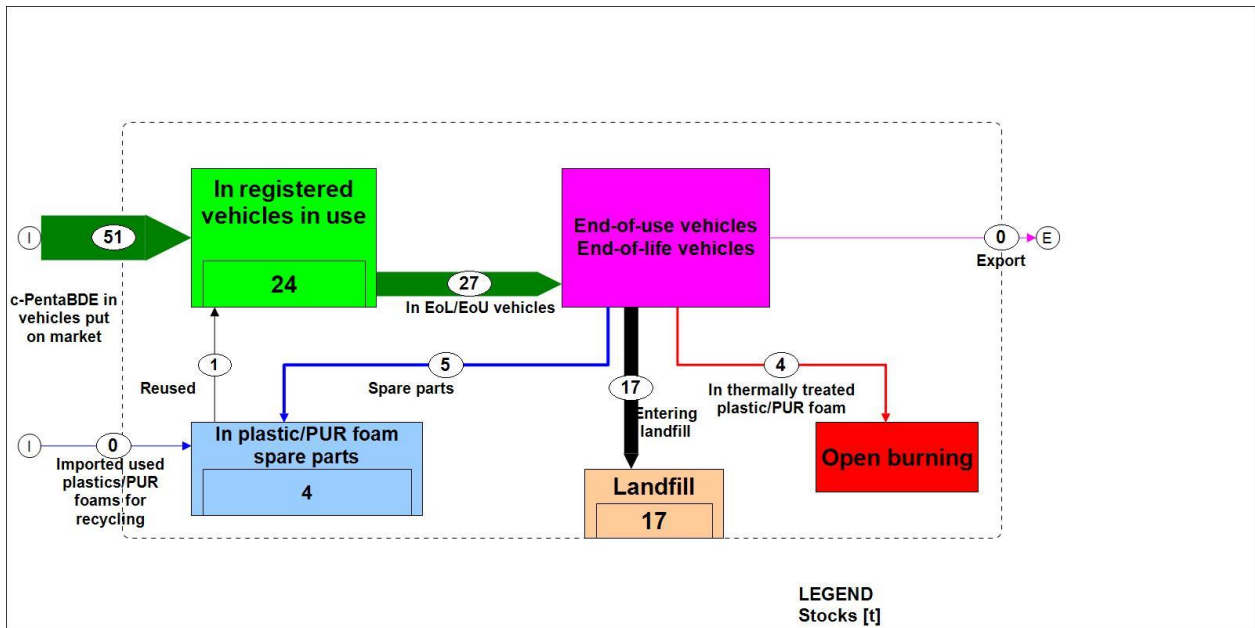 In registered
vehicles in use
24
I
51
c-PentaBDE in
vehicles put
on market
27
In EoL/EoU vehicles
End-of-use vehicles
End-of-life vehicles
0
E
Export
1
Reused
5
Spare parts
17
Entering
landfill
4
In thermally treated
plastic/PUR foam
I
0
Imported used
plastics/PUR
foams for
recycling
In plastic/PUR foam
spare parts
4
Landfill
17
Open burning
LEGEND
Stocks [t]